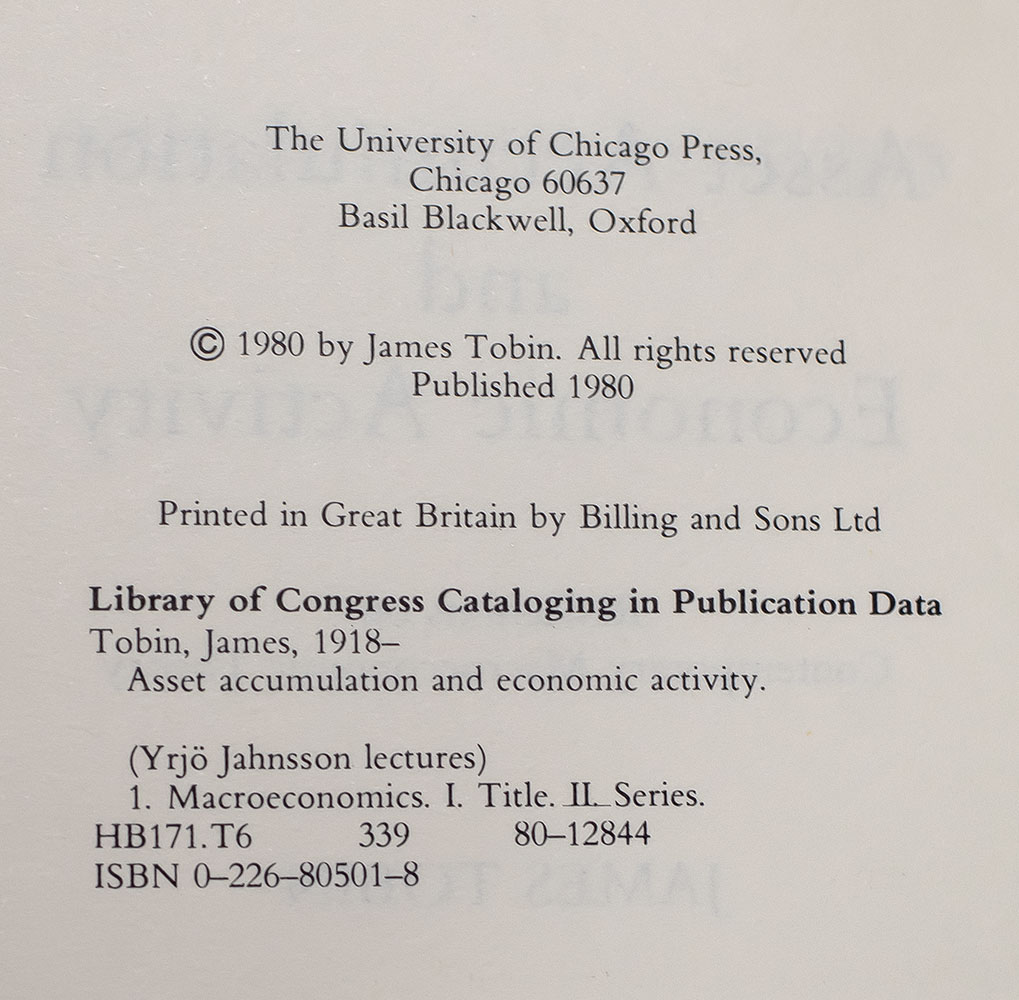 The University of Chicago Press,
Chicago 60637
Basil Blackwell, Oxford
© 1980 by James Tobin. All rights reserved
Published 1980
Printed in Great Britain by Billing and Sons Ltd
Library of Congress Cataloging in Publication Data
Tobin, James, 1918–
Asset accumulation and economic activity.
(Yrjö Jahnsson lectures)
1. Macroeconomics. I. Title. II. Series.
HB171.T6 339 80–12844
ISBN 0–226–80501–8